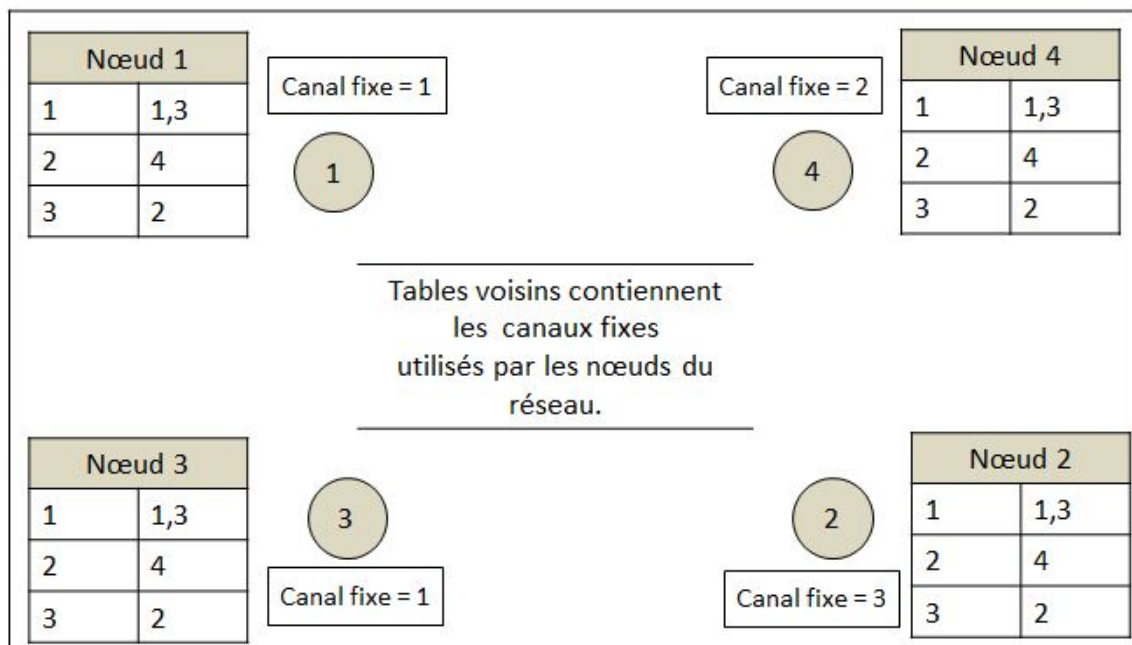 Nœud 1
1 1,3
2 4
3 2
Canal fixe = 1
1
Canal fixe = 2
4
Nœud 4
1 1,3
2 4
3 2
Tables voisins contiennent
les canaux fixes
utilisés par les nœuds du
réseau.
Nœud 3
1 1,3
2 4
3 2
3
Canal fixe = 1
2
Canal fixe = 3
Nœud 2
1 1,3
2 4
3 2